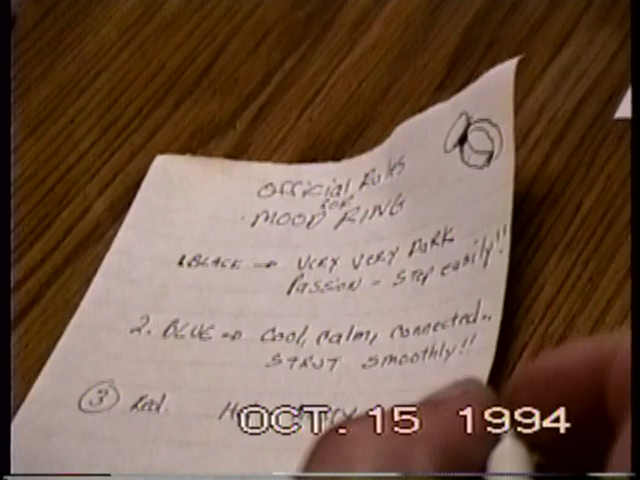 Official Rules
FOR
MOOD RING
1. BLACK → VERY VERY DARK
PASSION - STEP easily!!
2. BLUE → Cool, calm, connected..
STRUT smoothly!!
③ Red.
OCT. 15 1994